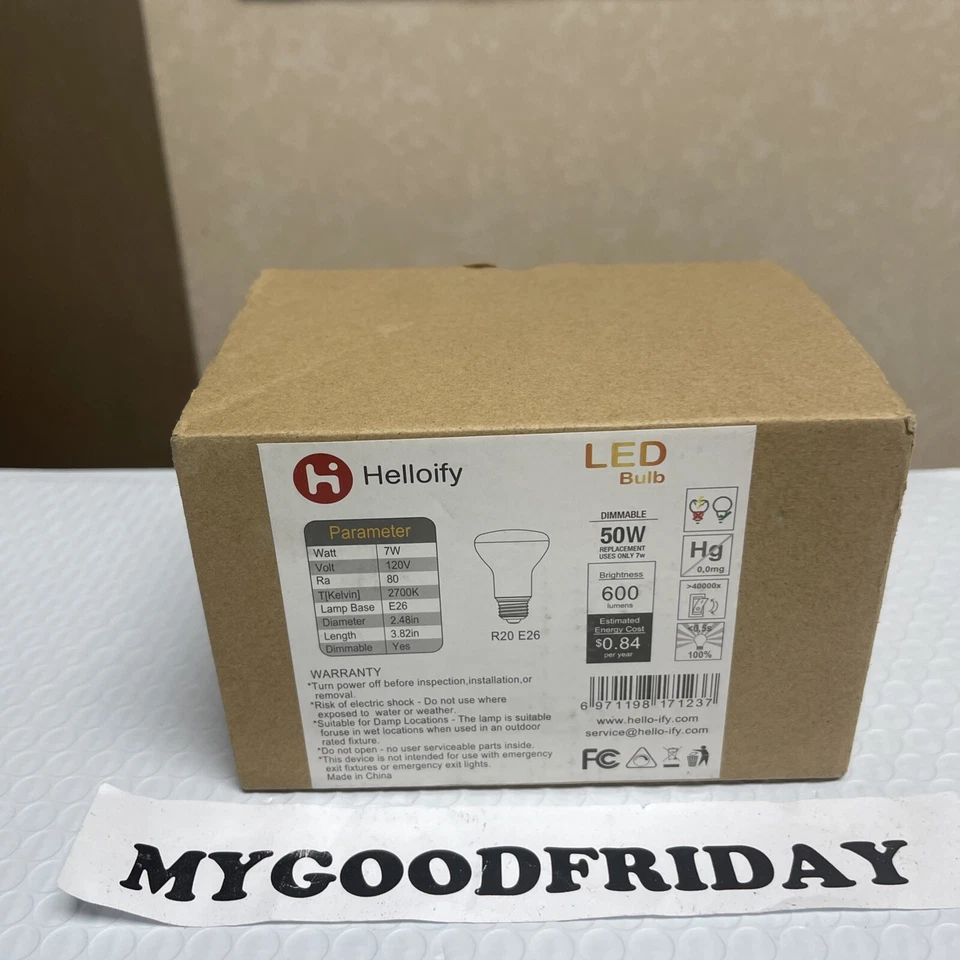 Helloify
LED
Bulb
Parameter
Watt 7W
Volt 120V
Ra 80
T[Kelvin] 2700K
Lamp Base E26
Diameter 2.48in
Length 3.82in
Dimmable Yes
R20 E26
DIMMABLE
50W
REPLACEMENT
USES ONLY 7w
Brightness
600
lumens
Estimated
Energy Cost
$0.84
per year
Hg
0,0mg
>40000x
<0,5s
100%
WARRANTY
*Turn power off before inspection,installation,or
removal.
*Risk of electric shock - Do not use where
exposed to water or weather.
*Suitable for Damp Locations - The lamp is suitable
foruse in wet locations when used in an outdoor
rated fixture.
*Do not open - no user serviceable parts inside.
*This device is not intended for use with emergency
exit fixtures or emergency exit lights.
Made in China
6 971198 171237
www.hello-ify.com
service@hello-ify.com
FC
MYGOODFRIDAY